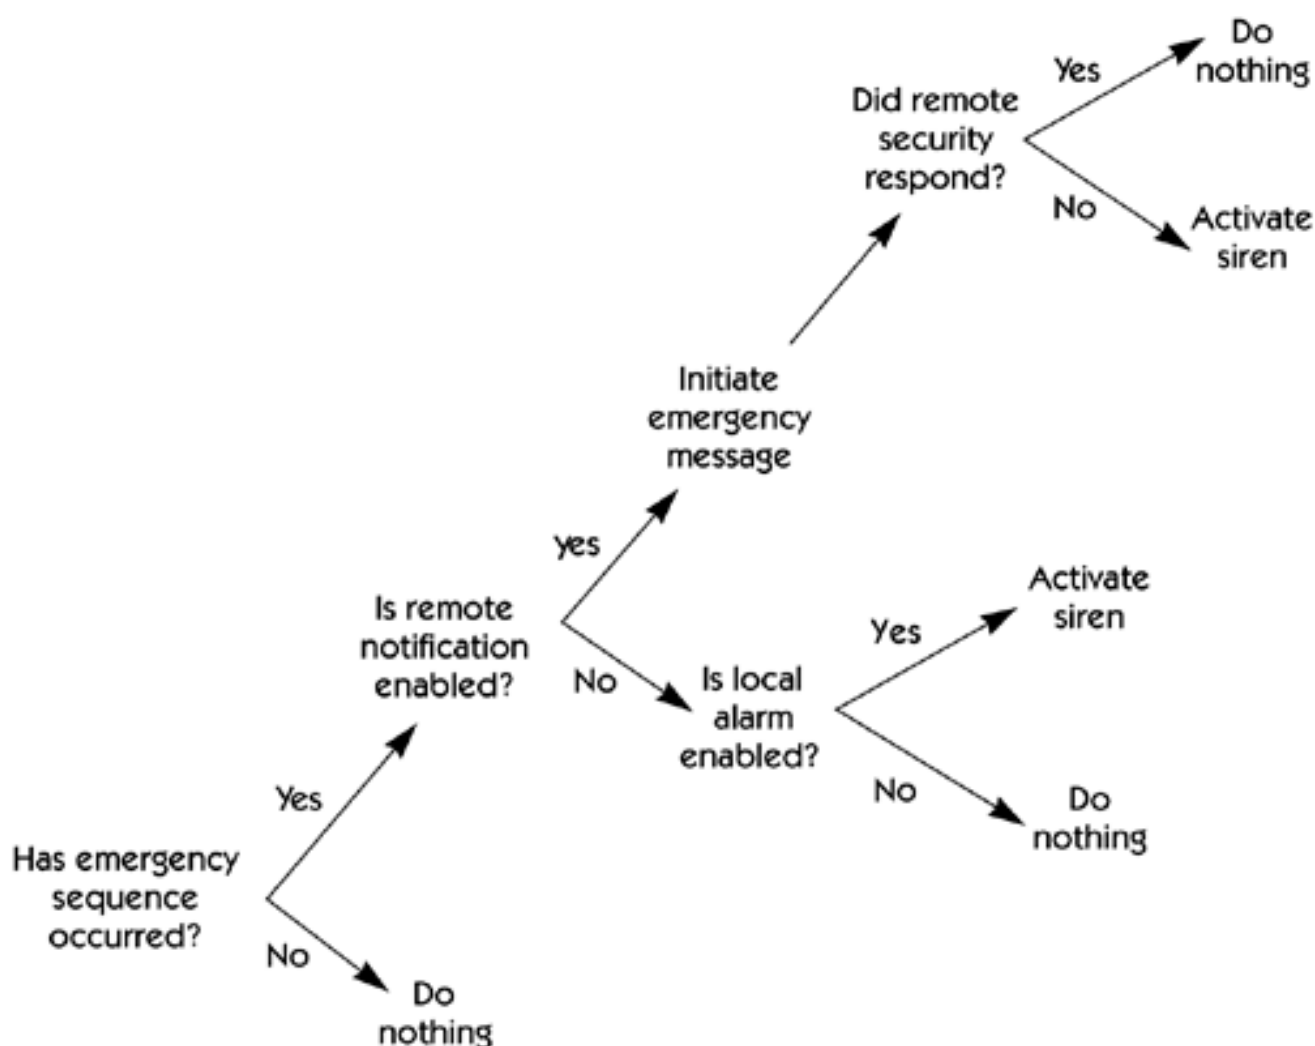 Do
nothing
Yes
Did remote
security
respond?
No
Activate
siren
Initiate
emergency
message
yes
Is remote
notification
enabled?
No
Activate
siren
Yes
Is local
alarm
enabled?
No
Do
nothing
Yes
Has emergency
sequence
occurred?
No
Do
nothing